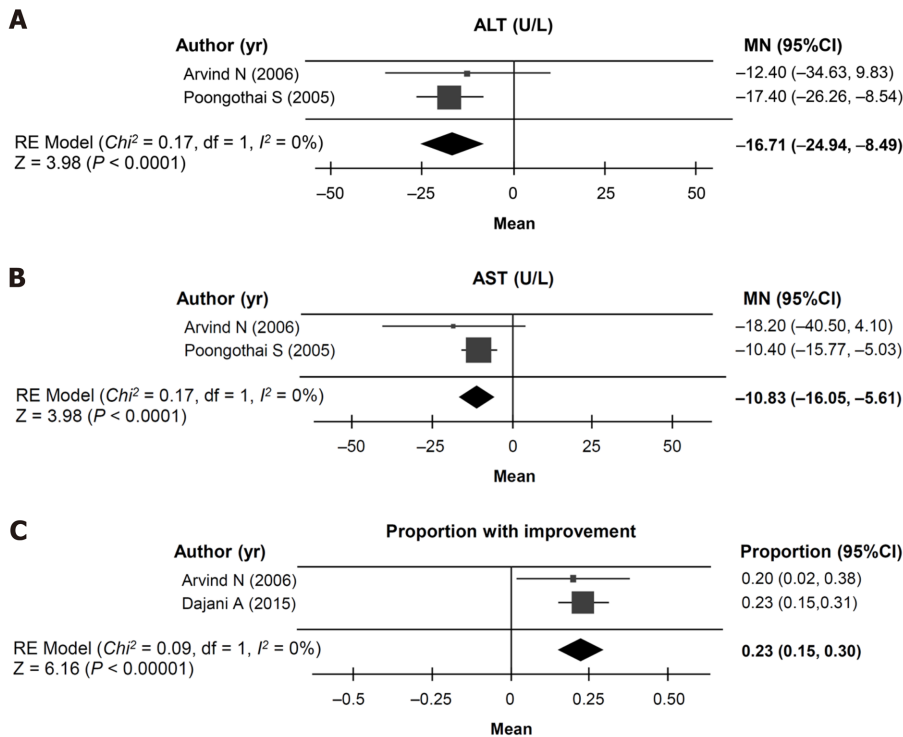 A
ALT (U/L)
Author (yr) MN (95%CI)
Arvind N (2006) –12.40 (–34.63, 9.83)
Poongothai S (2005) –17.40 (–26.26, –8.54)
RE Model (Chi² = 0.17, df = 1, I² = 0%) –16.71 (–24.94, –8.49)
Z = 3.98 (P < 0.0001)
–50 –25 0 25 50
Mean
B
AST (U/L)
Author (yr) MN (95%CI)
Arvind N (2006) –18.20 (–40.50, 4.10)
Poongothai S (2005) –10.40 (–15.77, –5.03)
RE Model (Chi² = 0.17, df = 1, I² = 0%) –10.83 (–16.05, –5.61)
Z = 3.98 (P < 0.0001)
–50 –25 0 25 50
Mean
C
Proportion with improvement
Author (yr) Proportion (95%CI)
Arvind N (2006) 0.20 (0.02, 0.38)
Dajani A (2015) 0.23 (0.15,0.31)
RE Model (Chi² = 0.09, df = 1, I² = 0%) 0.23 (0.15, 0.30)
Z = 6.16 (P < 0.00001)
–0.5 –0.25 0 0.25 0.50
Mean